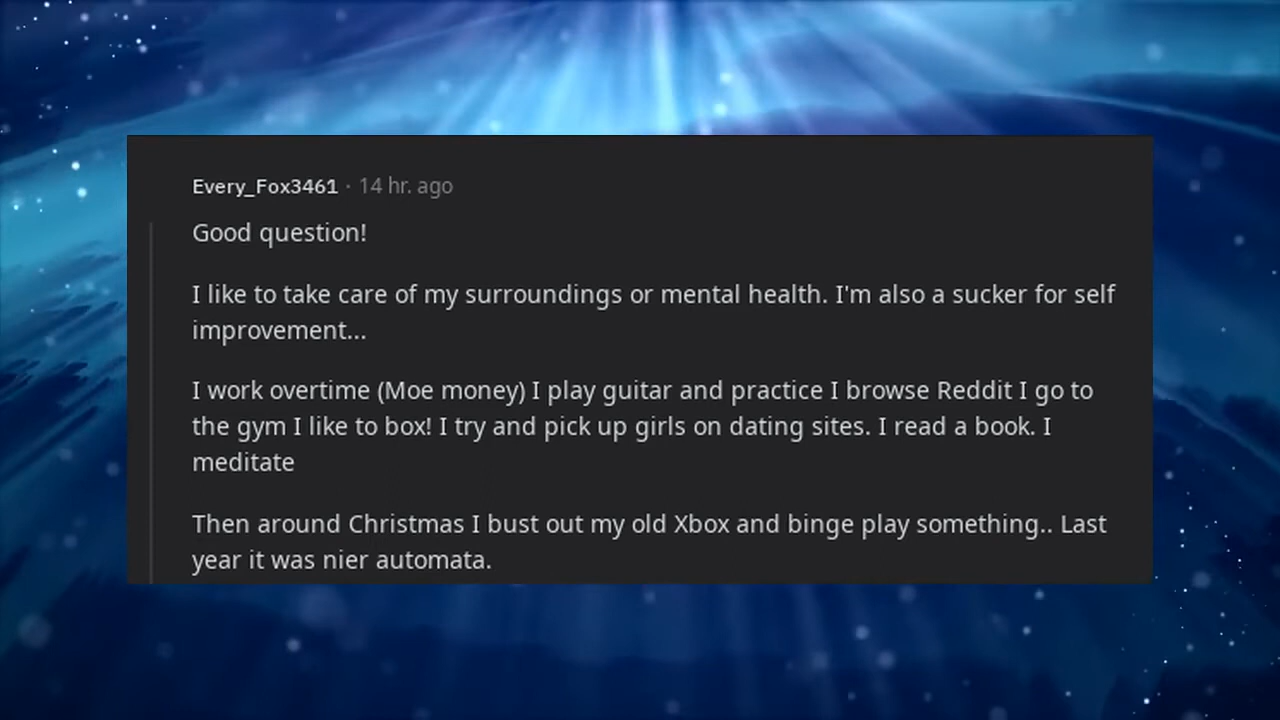 Every_Fox3461 · 14 hr. ago
Good question!
I like to take care of my surroundings or mental health. I'm also a sucker for self
improvement...
I work overtime (Moe money) I play guitar and practice I browse Reddit I go to
the gym I like to box! I try and pick up girls on dating sites. I read a book. I
meditate
Then around Christmas I bust out my old Xbox and binge play something.. Last
year it was nier automata.